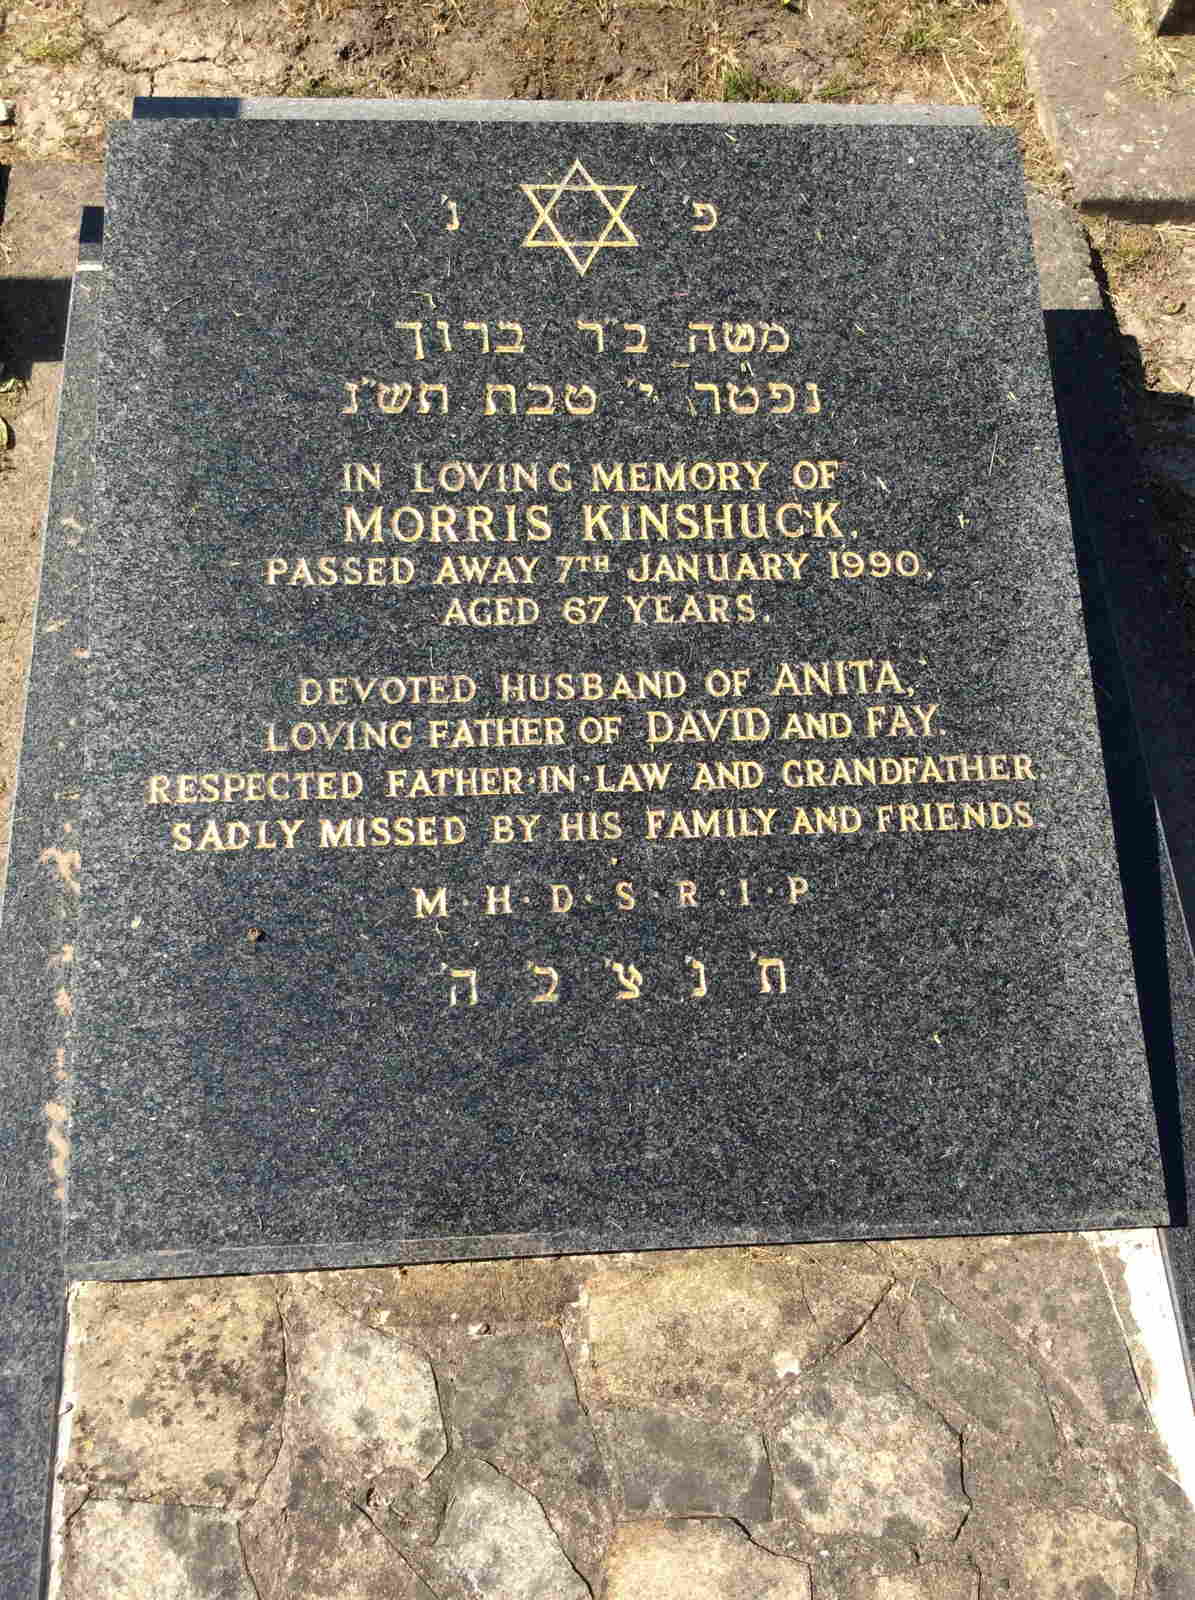 פ' נ'
משה ב"ר ברוך
נפטר י' טבת תש"נ
IN LOVING MEMORY OF
MORRIS KINSHUCK.
PASSED AWAY 7TH JANUARY 1990.
AGED 67 YEARS.
DEVOTED HUSBAND OF ANITA,
LOVING FATHER OF DAVID AND FAY.
RESPECTED FATHER·IN·LAW AND GRANDFATHER.
SADLY MISSED BY HIS FAMILY AND FRIENDS
M·H·D·S·R·I·P
ת' נ' צ' ב' ה'